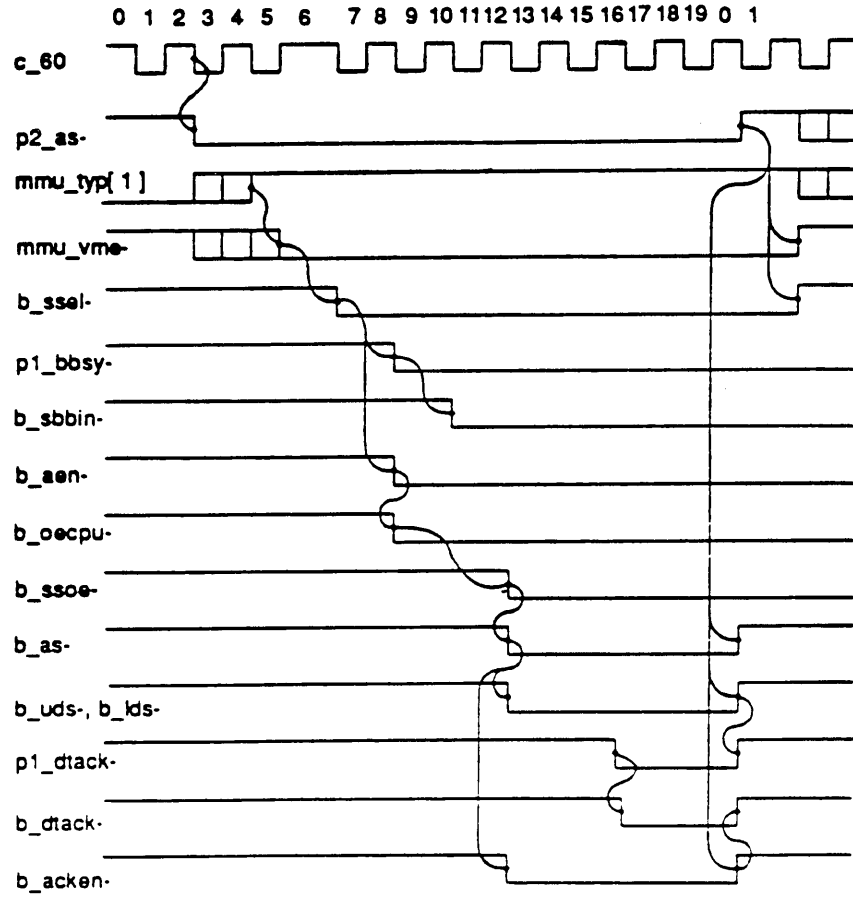 0 1 2 3 4 5 6 7 8 9 10 11 12 13 14 15 16 17 18 19 0 1
c_60
p2_as-
mmu_typ[ 1 ]
mmu_vme-
b_ssel-
p1_bbsy-
b_sbbin-
b_aen-
b_oecpu-
b_ssoe-
b_as-
b_uds-, b_lds-
p1_dtack-
b_dtack-
b_acken-